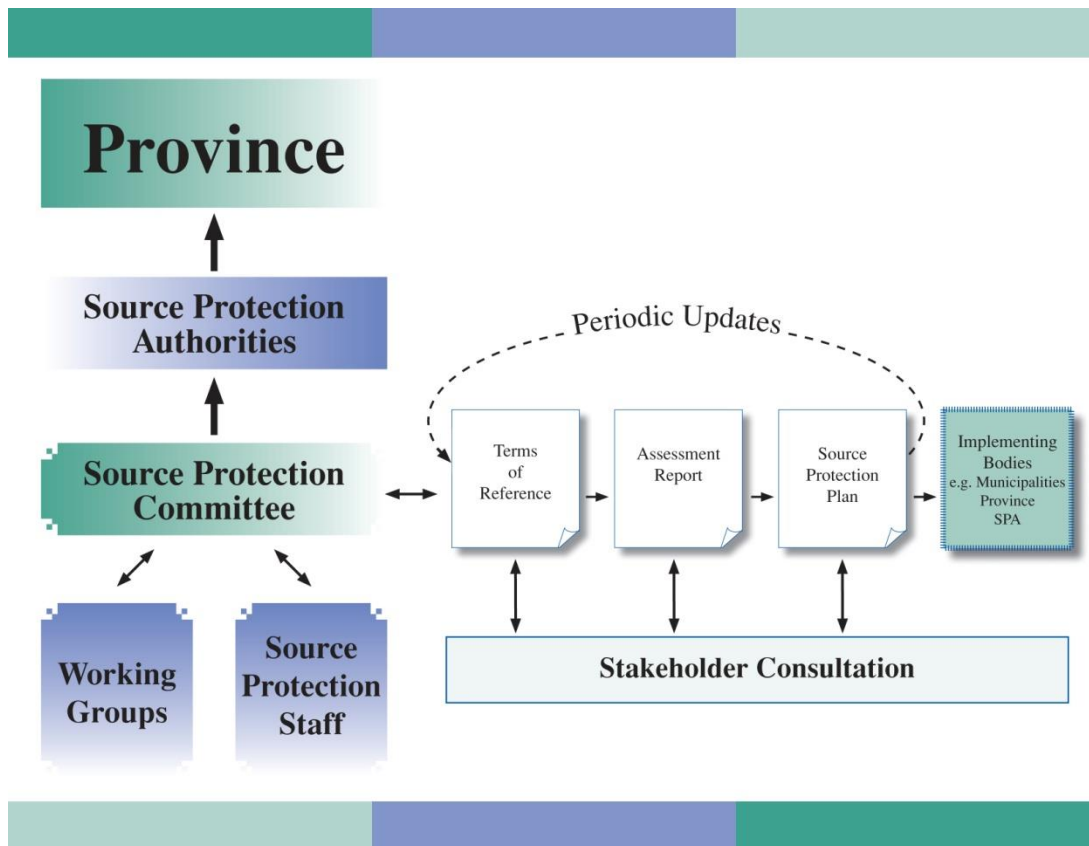 Province
Source Protection
Authorities
Source Protection
Committee
Working
Groups
Source
Protection
Staff
Periodic Updates
Terms
of
Reference
Assessment
Report
Source
Protection
Plan
Implementing
Bodies
e.g. Municipalities
Province
SPA
Stakeholder Consultation